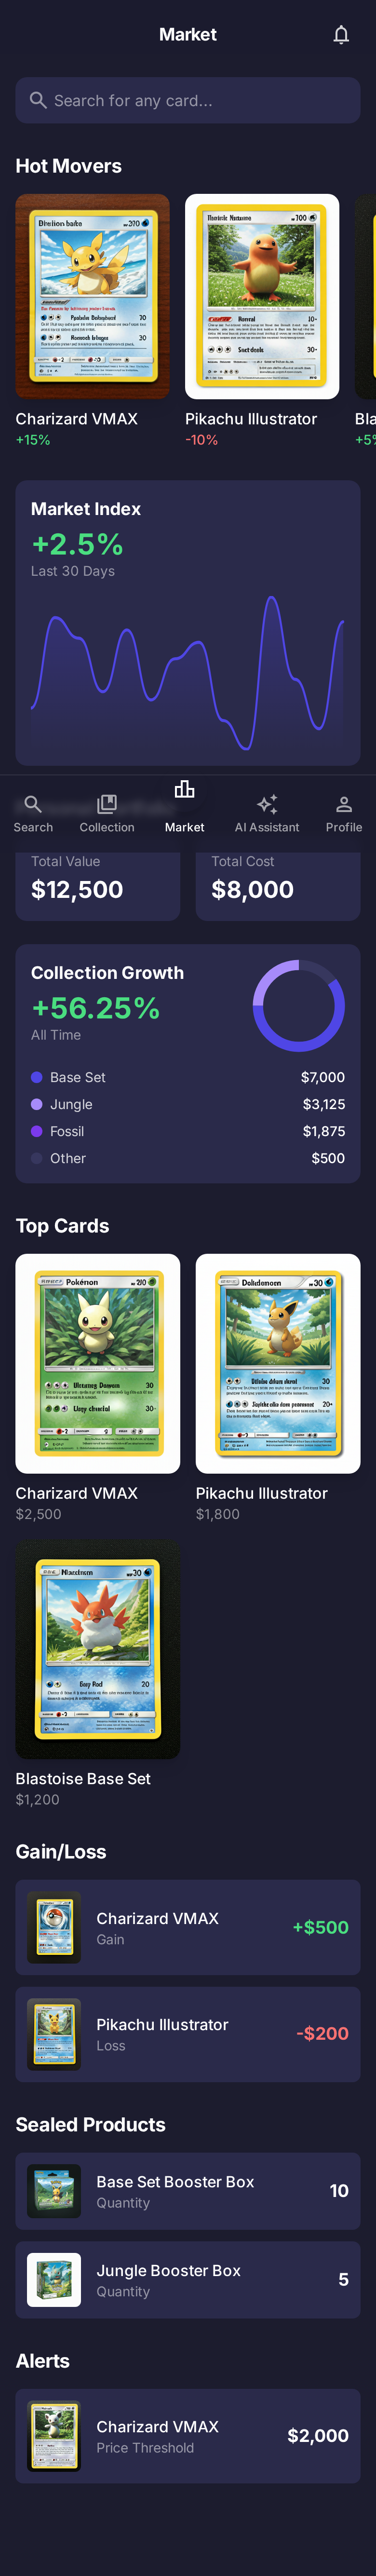 Market
Search for any card...
Hot Movers
Charizard VMAX
+15%
Pikachu Illustrator
-10%
Bla
+5%
Market Index
+2.5%
Last 30 Days
Search
Collection
Market
AI Assistant
Profile
Total Value
$12,500
Total Cost
$8,000
Collection Growth
+56.25%
All Time
Base Set
$7,000
Jungle
$3,125
Fossil
$1,875
Other
$500
Top Cards
Charizard VMAX
$2,500
Pikachu Illustrator
$1,800
Blastoise Base Set
$1,200
Gain/Loss
Charizard VMAX
Gain
+$500
Pikachu Illustrator
Loss
-$200
Sealed Products
Base Set Booster Box
Quantity
10
Jungle Booster Box
Quantity
5
Alerts
Charizard VMAX
Price Threshold
$2,000